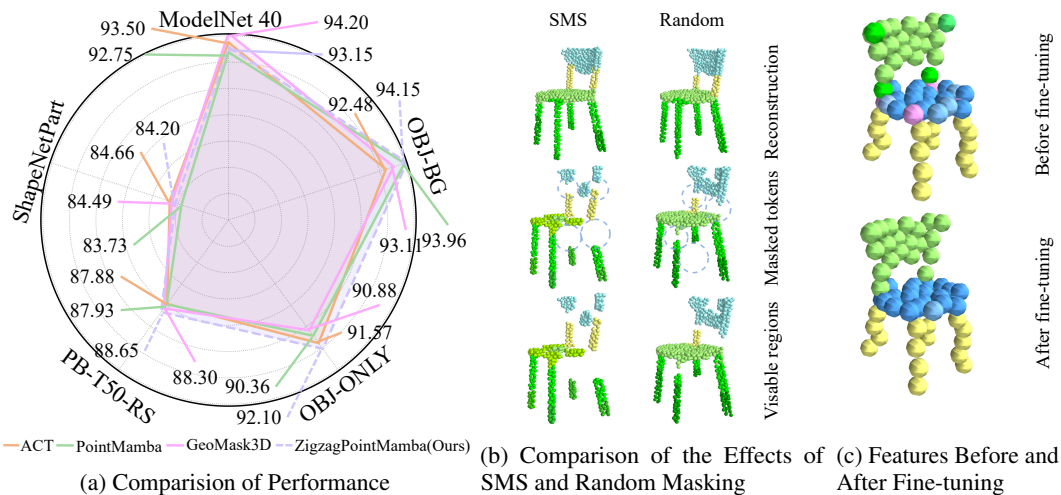 ModelNet 40
93.50
94.20
92.75
93.15
94.15
92.48
OBJ-BG
84.20
84.66
ShapeNetPart
84.49
83.73
93.11
93.96
87.88
90.88
87.93
91.57
88.65
88.30
PB-T50-RS
90.36
OBJ-ONLY
92.10
ACT PointMamba GeoMask3D ZigzagPointMamba(Ours)
(a) Comparision of Performance
SMS Random
Reconstruction
Masked tokens
Visable regions
(b) Comparison of the Effects of
SMS and Random Masking
Before fine-tuning
After fine-tuning
(c) Features Before and
After Fine-tuning